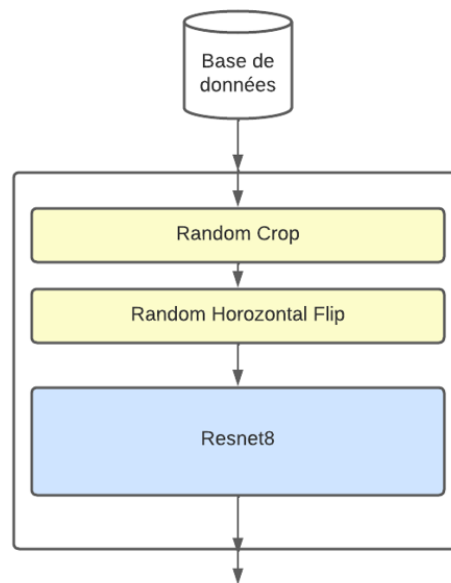 Base de
données
Random Crop
Random Horozontal Flip
Resnet8